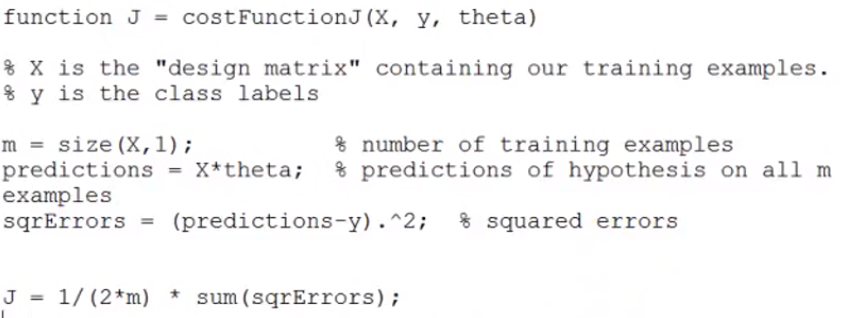 function J = costFunctionJ(X, y, theta)
% X is the "design matrix" containing our training examples.
% y is the class labels
m = size(X,1);          % number of training examples
predictions = X*theta;  % predictions of hypothesis on all m
examples
sqrErrors = (predictions-y).^2;  % squared errors
J = 1/(2*m) * sum(sqrErrors);